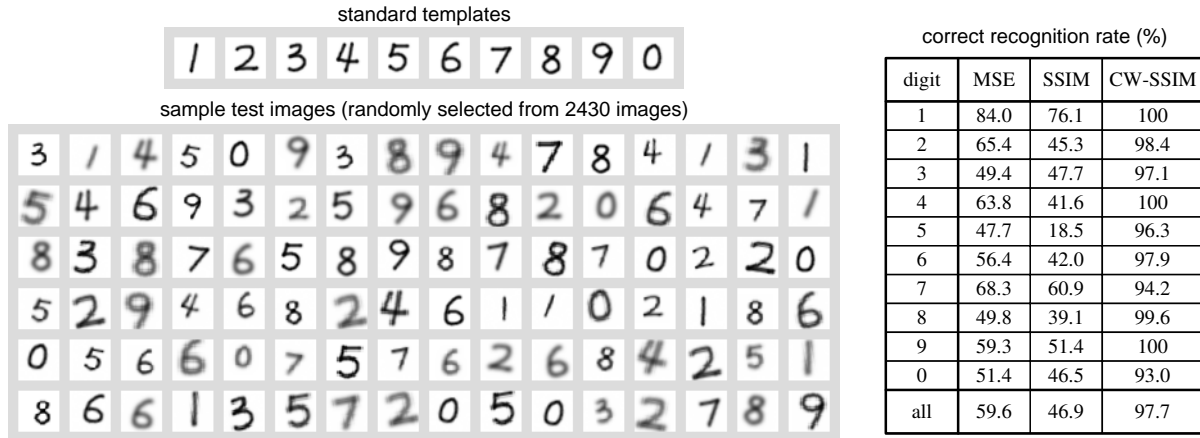 standard templates
1 2 3 4 5 6 7 8 9 0
sample test images (randomly selected from 2430 images)
3 1 4 5 0 9 3 8 9 4 7 8 4 1 3 1
5 4 6 9 3 2 5 9 6 8 2 0 6 4 7 1
8 3 8 7 6 5 8 9 8 7 8 7 0 2 2 0
5 2 9 4 6 8 2 4 6 1 1 0 2 1 8 6
0 5 6 6 0 7 5 7 6 2 6 8 4 2 5 1
8 6 6 1 3 5 7 2 0 5 0 3 2 7 8 9
correct recognition rate (%)
digit MSE SSIM CW-SSIM
1 84.0 76.1 100
2 65.4 45.3 98.4
3 49.4 47.7 97.1
4 63.8 41.6 100
5 47.7 18.5 96.3
6 56.4 42.0 97.9
7 68.3 60.9 94.2
8 49.8 39.1 99.6
9 59.3 51.4 100
0 51.4 46.5 93.0
all 59.6 46.9 97.7